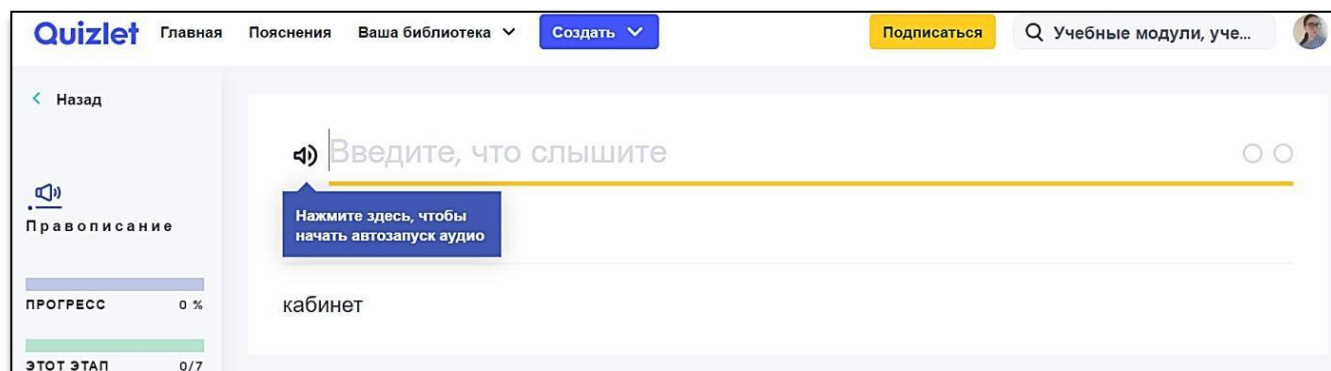 Quizlet Главная Пояснения Ваша библиотека Создать Подписаться Учебные модули, уче...
Назад
Введите, что слышите
Нажмите здесь, чтобы
начать автозапуск аудио
Правописание
ПРОГРЕСС 0 %
кабинет
ЭТОТ ЭТАП 0/7